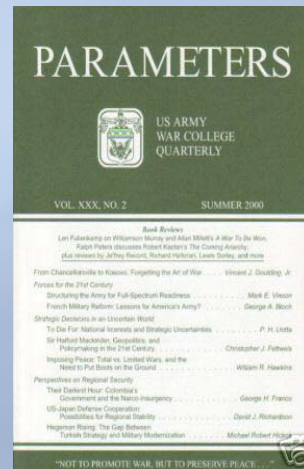 PARAMETERS
US ARMY
WAR COLLEGE
QUARTERLY
VOL. XXX, NO. 2 SUMMER 2000
Book Reviews
Len Fullenkamp on Williamson Murray and Allan Millett's A War To Be Won,
Ralph Peters discusses Robert Kaplan's The Coming Anarchy,
plus reviews by Jeffrey Record, Richard Halloran, Lewis Sorley, and more
From Chancellorsville to Kosovo, Forgetting the Art of War . . . Vincent J. Goulding, Jr.
Forces for the 21st Century
Structuring the Army for Full-Spectrum Readiness . . . . . . . . . Mark E. Vinson
French Military Reform: Lessons for America's Army? . . . . . . George A. Bloch
Strategic Decisions in an Uncertain World
To Die For: National Interests and Strategic Uncertainties . . . . . P. H. Liotta
Sir Halford Mackinder, Geopolitics, and
Policymaking in the 21st Century . . . . . . . . . . Christopher J. Fettweis
Imposing Peace: Total vs. Limited Wars, and the
Need to Put Boots on the Ground . . . . . . . . . . . . William R. Hawkins
Perspectives on Regional Security
Their Darkest Hour: Colombia's
Government and the Narco Insurgency . . . . . . . . George H. Franco
US-Japan Defense Cooperation:
Possibilities for Regional Stability . . . . . . . . . . . . David J. Richardson
Hegemon Rising: The Gap Between
Turkish Strategy and Military Modernization . . . . Michael Robert Hickok
"NOT TO PROMOTE WAR, BUT TO PRESERVE PEACE . . ."